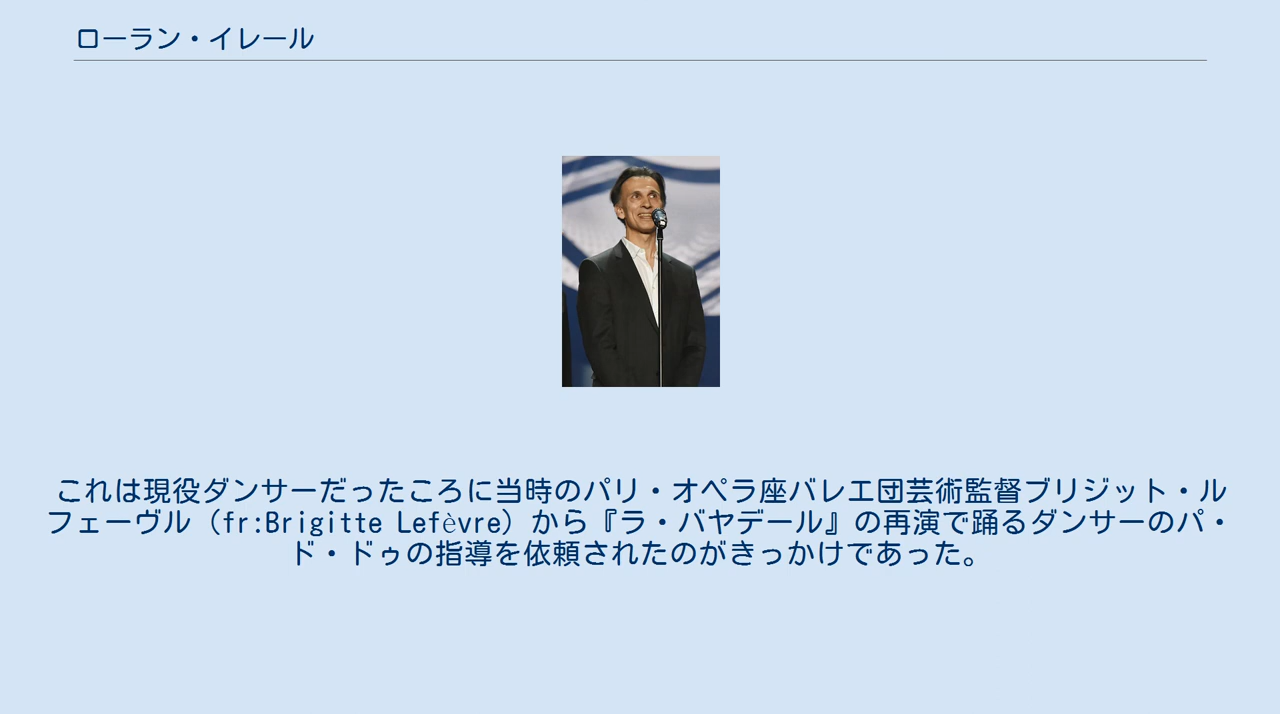 ローラン・イレール
これは現役ダンサーだったころに当時のパリ・オペラ座バレエ団芸術監督ブリジット・ル
フェーヴル（fr:Brigitte Lefèvre）から『ラ・バヤデール』の再演で踊るダンサーのパ・
ド・ドゥの指導を依頼されたのがきっかけであった。